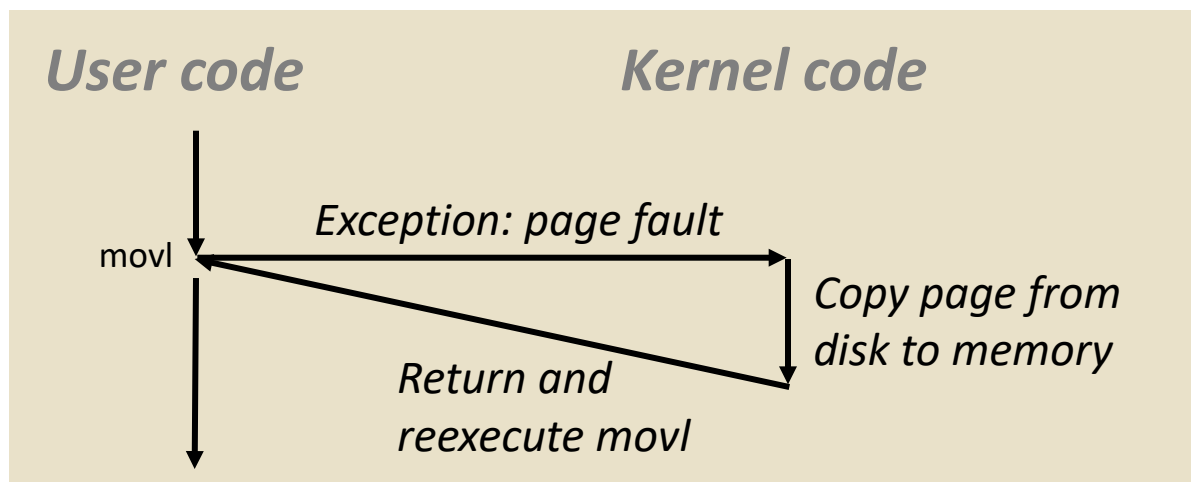 User code
Kernel code
Exception: page fault
movl
Copy page from
disk to memory
Return and
reexecute movl